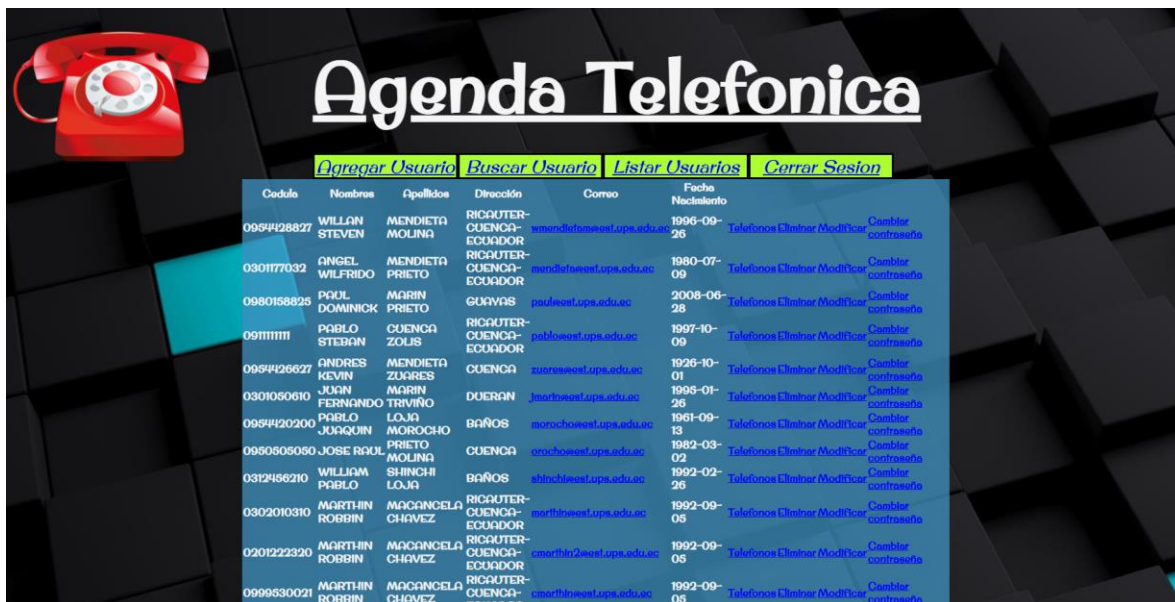 Agenda Telefonica
Agregar Usuario Buscar Usuario Listar Usuarios Cerrar Sesion
Cedula Nombres Apellidos Dirección Correo Fecha Nacimiento
0954428827 WILLAN STEVEN MENDIETA MOLINA RICAUTER-CUENCA-ECUADOR wmendietam@est.ups.edu.ec 1996-09-26 Telefonos Eliminar Modificar Cambiar contraseña
0301177032 ANGEL WILFRIDO MENDIETA PRIETO RICAUTER-CUENCA-ECUADOR mendieta@est.ups.edu.ec 1980-07-09 Telefonos Eliminar Modificar Cambiar contraseña
0980158825 PAUL DOMINICK MARIN PRIETO GUAYAS paul@est.ups.edu.ec 2008-06-28 Telefonos Eliminar Modificar Cambiar contraseña
0911111111 PABLO STEBAN CUENCA ZOLIS RICAUTER-CUENCA-ECUADOR pablo@est.ups.edu.ec 1997-10-09 Telefonos Eliminar Modificar Cambiar contraseña
0954426627 ANDRES KEVIN MENDIETA ZUARES CUENCA zuares@est.ups.edu.ec 1926-10-01 Telefonos Eliminar Modificar Cambiar contraseña
0301050610 JUAN FERNANDO MARIN TRIVIÑO DUERAN jmarin@est.ups.edu.ec 1995-01-26 Telefonos Eliminar Modificar Cambiar contraseña
0954420200 PABLO JUAQUIN LOJA MOROCHO BAÑOS morocho@est.ups.edu.ec 1961-09-13 Telefonos Eliminar Modificar Cambiar contraseña
0950505050 JOSE RAUL PRIETO MOLINA CUENCA orocho@est.ups.edu.ec 1982-03-02 Telefonos Eliminar Modificar Cambiar contraseña
0312456210 WILLIAM PABLO SHINCHI LOJA BAÑOS shinchi@est.ups.edu.ec 1992-02-26 Telefonos Eliminar Modificar Cambiar contraseña
0302010310 MARTHIN ROBBIN MACANCELA CHAVEZ RICAUTER-CUENCA-ECUADOR marthin@est.ups.edu.ec 1992-09-05 Telefonos Eliminar Modificar Cambiar contraseña
0201222320 MARTHIN ROBBIN MACANCELA CHAVEZ RICAUTER-CUENCA-ECUADOR cmarthin2@est.ups.edu.ec 1992-09-05 Telefonos Eliminar Modificar Cambiar contraseña
0999530021 MARTHIN ROBBIN MACANCELA CHAVEZ RICAUTER-CUENCA- cmarthin@est.ups.edu.ec 1992-09-05 Telefonos Eliminar Modificar Cambiar contraseña